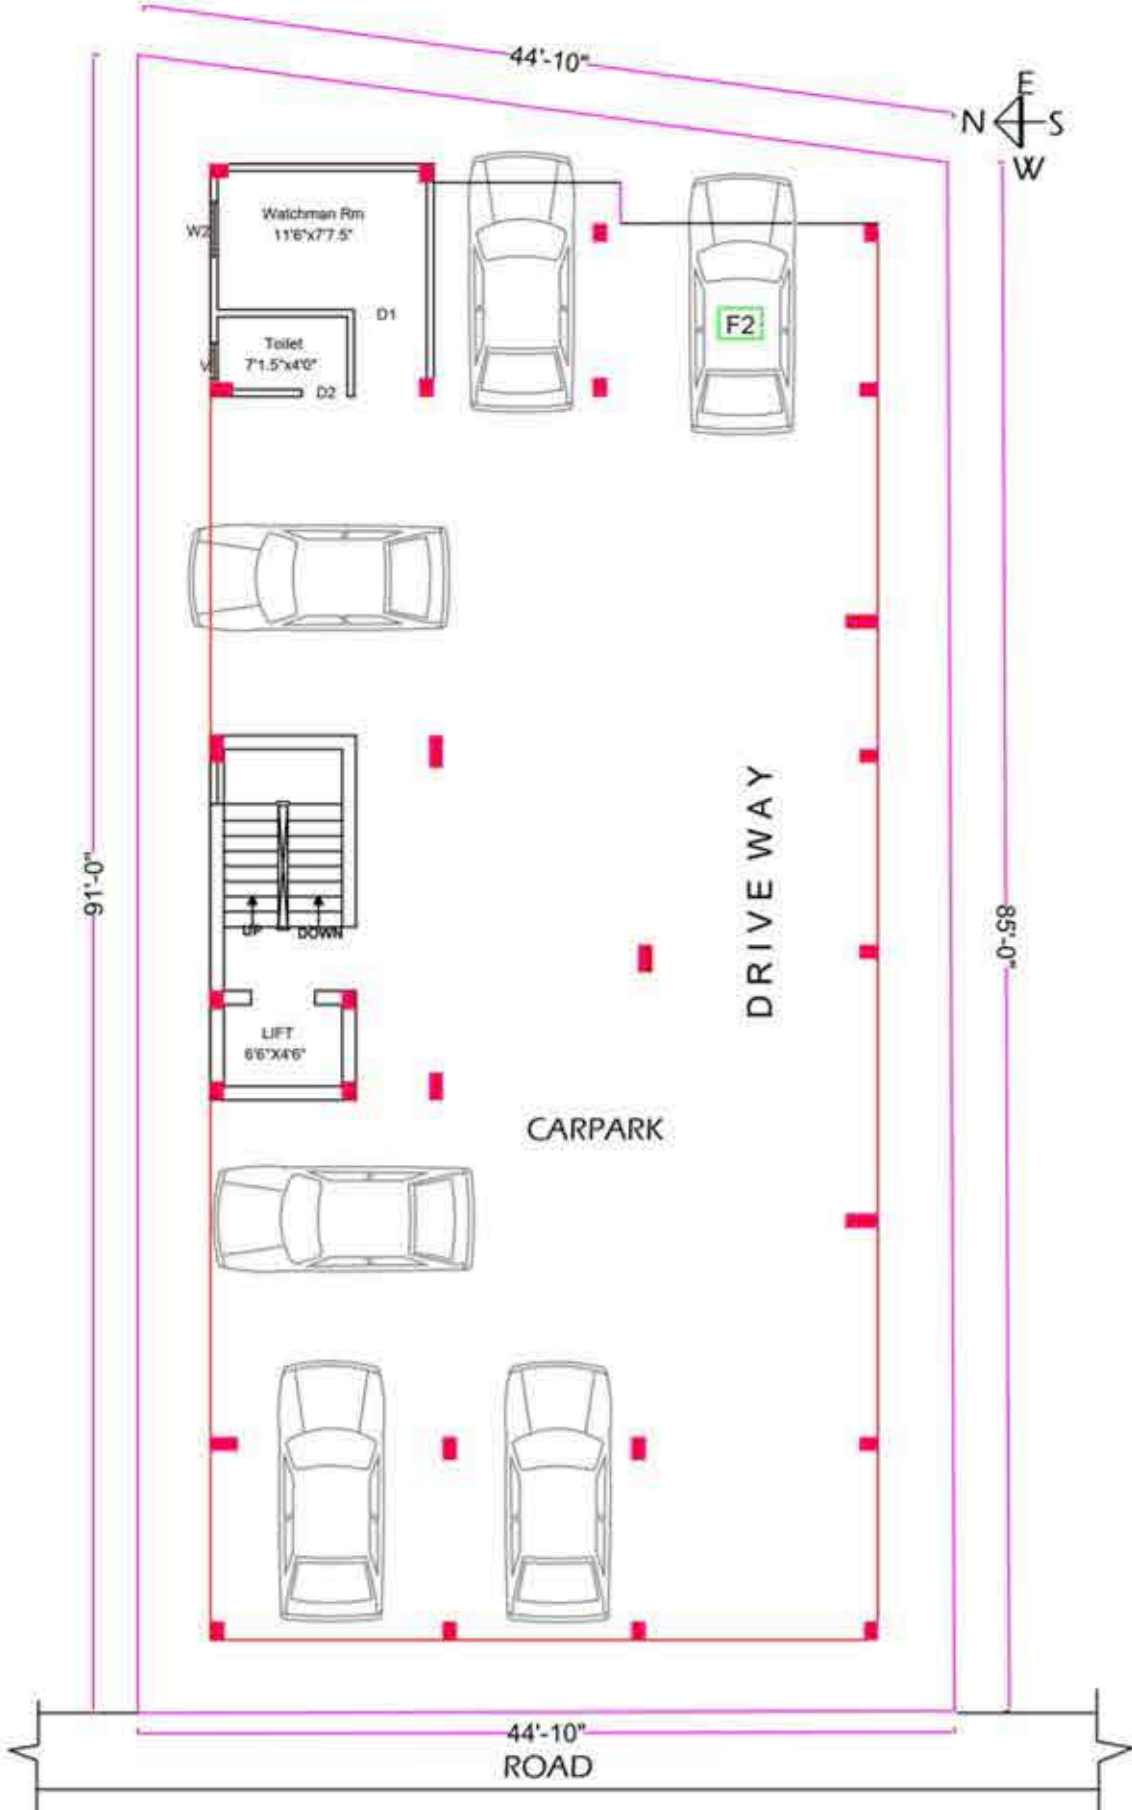 44'-10"
E
N
S
W
Watchman Rm
11'6"x7'7.5"
W2
D1
F2
Toilet
7'1.5"x4'0"
V
D2
91'-0"
DRIVE WAY
85'-0"
UP
DOWN
LIFT
6'6"X4'6"
CARPARK
44'-10"
ROAD